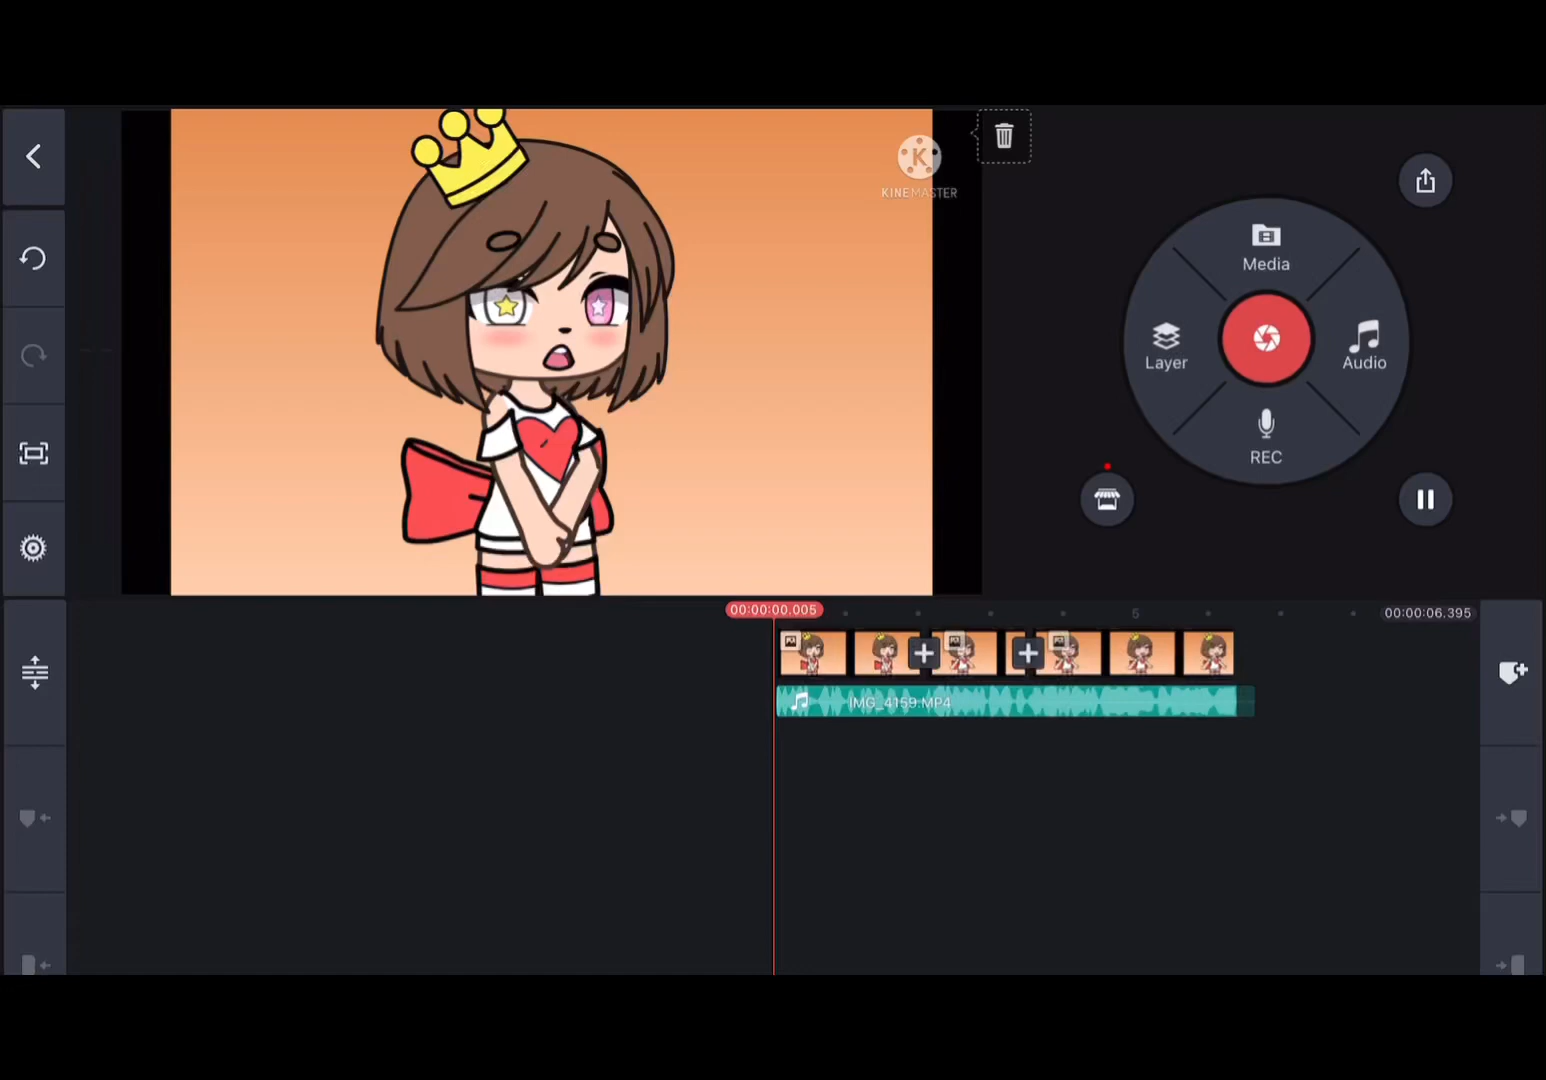 K
KINEMASTER
Media
Layer
Audio
REC
00:00:00.005
5
00:00:06.395
IMG_4159.MP4